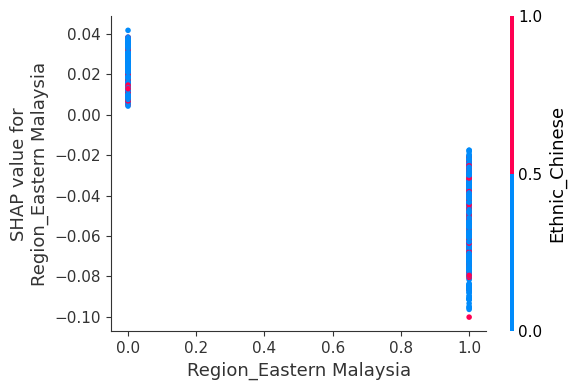 SHAP value for
Region_Eastern Malaysia
0.04
0.02
0.00
−0.02
−0.04
−0.06
−0.08
−0.10
0.0 0.2 0.4 0.6 0.8 1.0
Region_Eastern Malaysia
1.0
0.5
0.0
Ethnic_Chinese